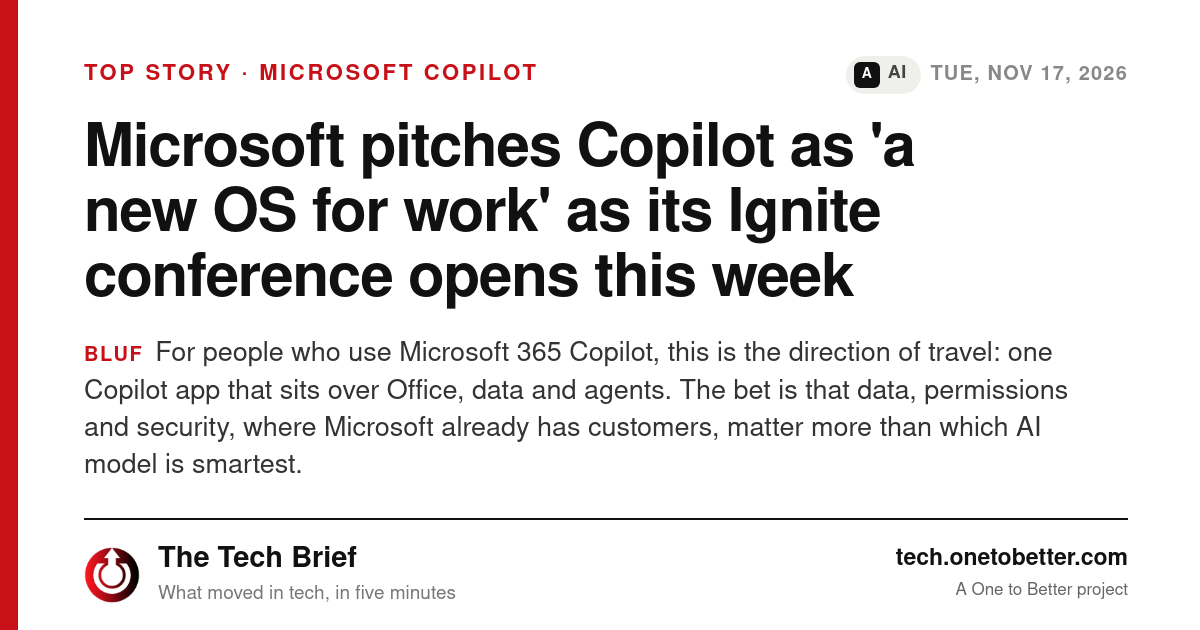 TOP STORY · MICROSOFT COPILOT
A AI TUE, NOV 17, 2026
Microsoft pitches Copilot as 'a
new OS for work' as its Ignite
conference opens this week
BLUF For people who use Microsoft 365 Copilot, this is the direction of travel: one
Copilot app that sits over Office, data and agents. The bet is that data, permissions
and security, where Microsoft already has customers, matter more than which AI
model is smartest.
The Tech Brief
What moved in tech, in five minutes
tech.onetobetter.com
A One to Better project